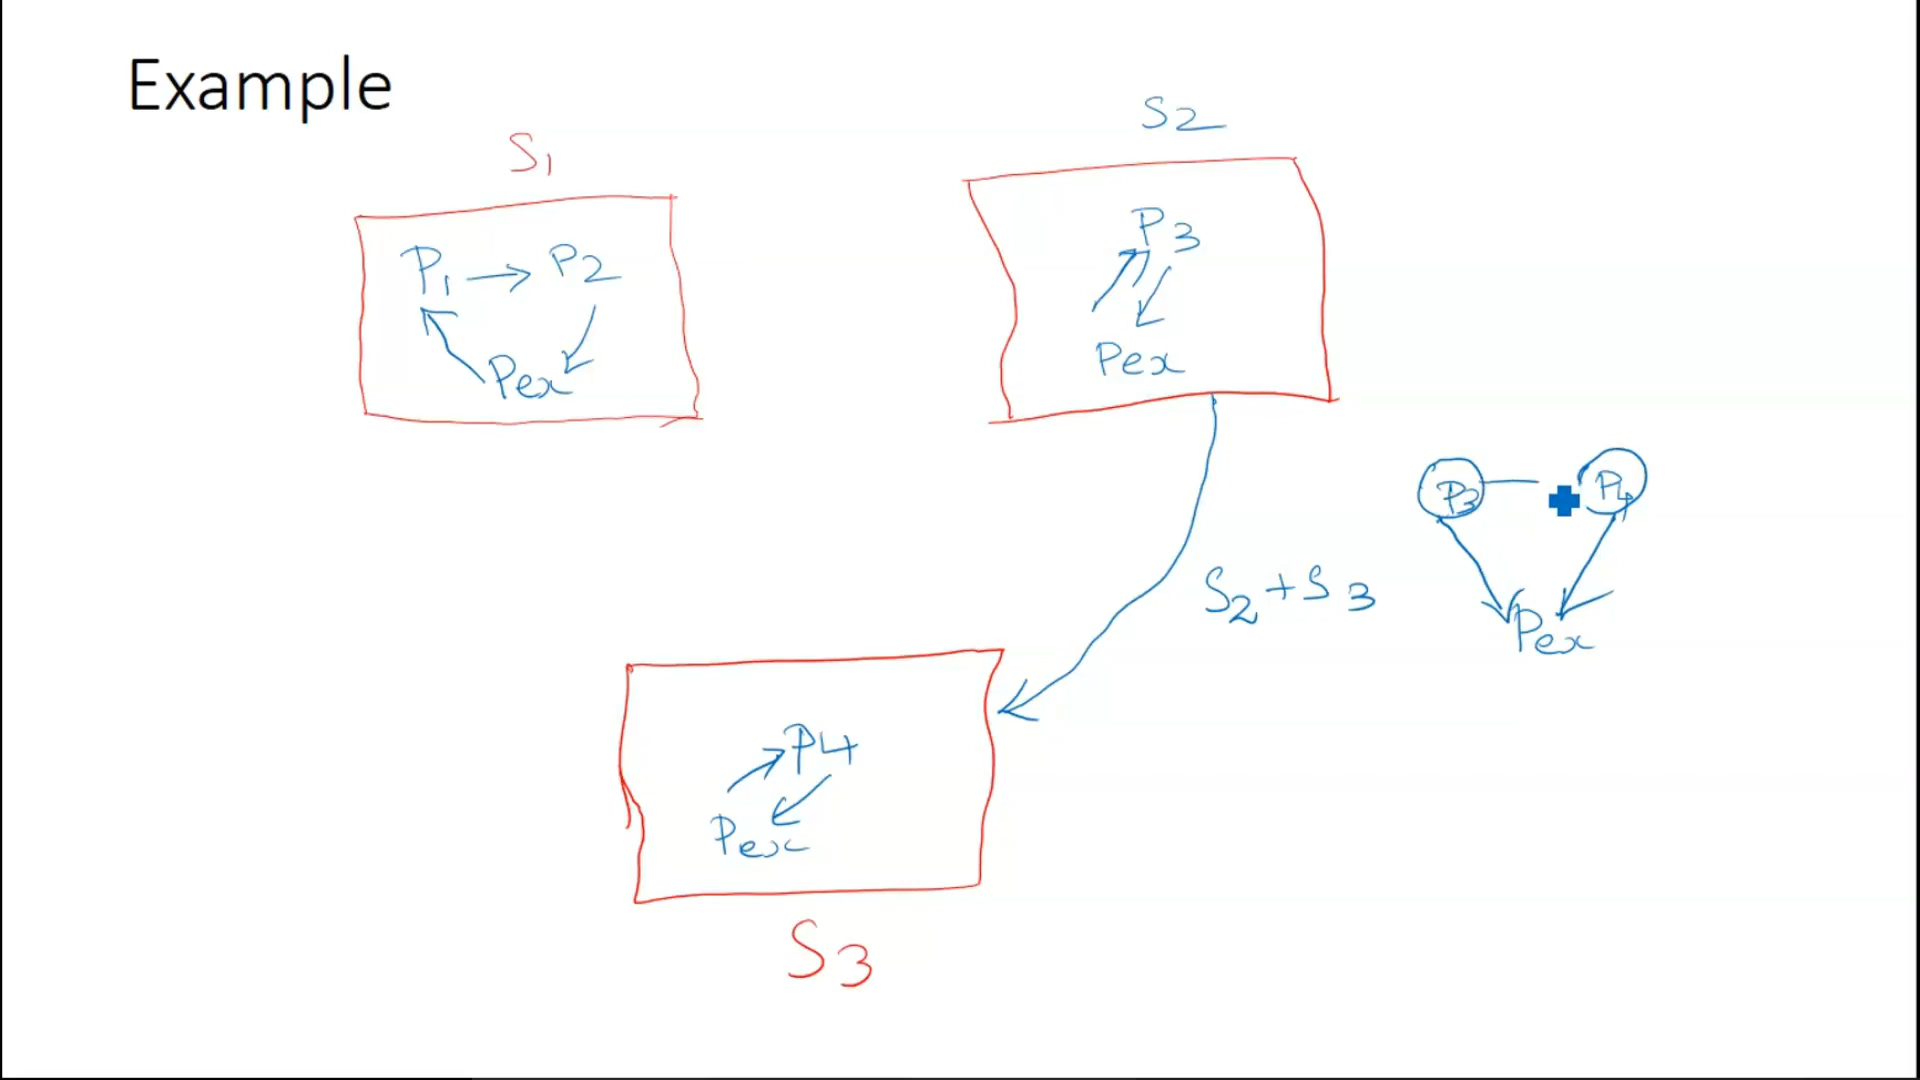 Example
S1
S2
P1 → P2
Pex
P3
Pex
P3
P4
Pex
S2+S3
P4
Pex
S3